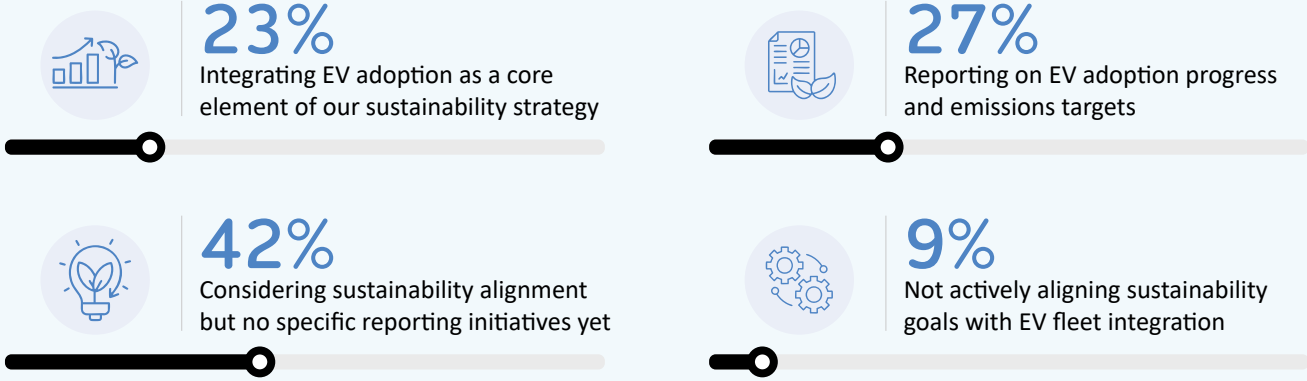 23%
Integrating EV adoption as a core
element of our sustainability strategy
27%
Reporting on EV adoption progress
and emissions targets
42%
Considering sustainability alignment
but no specific reporting initiatives yet
9%
Not actively aligning sustainability
goals with EV fleet integration